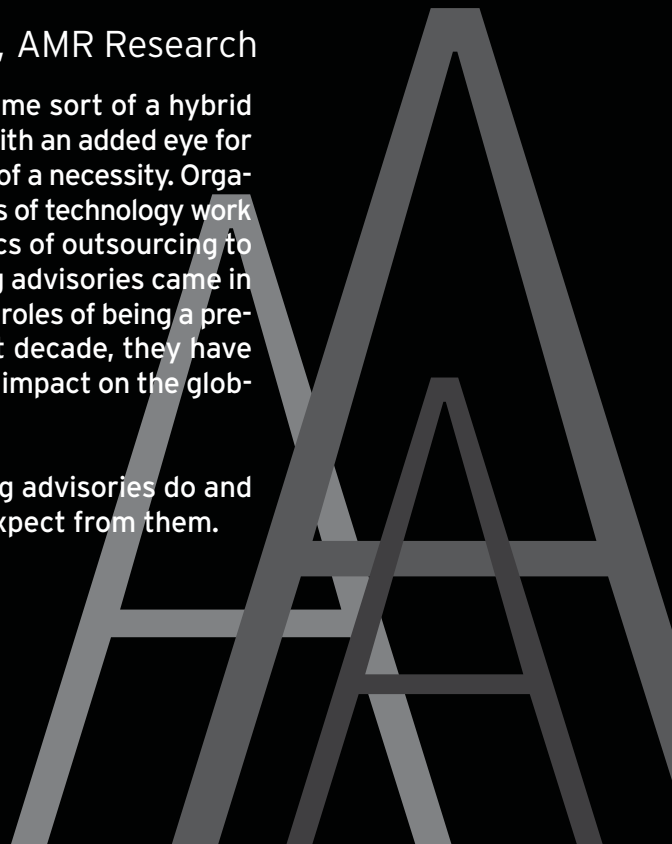 , AMR Research
me sort of a hybrid
ith an added eye for
of a necessity. Orga-
s of technology work
cs of outsourcing to
g advisories came in
roles of being a pre-
t decade, they have
impact on the glob-
g advisories do and
xpect from them.
A
A
A